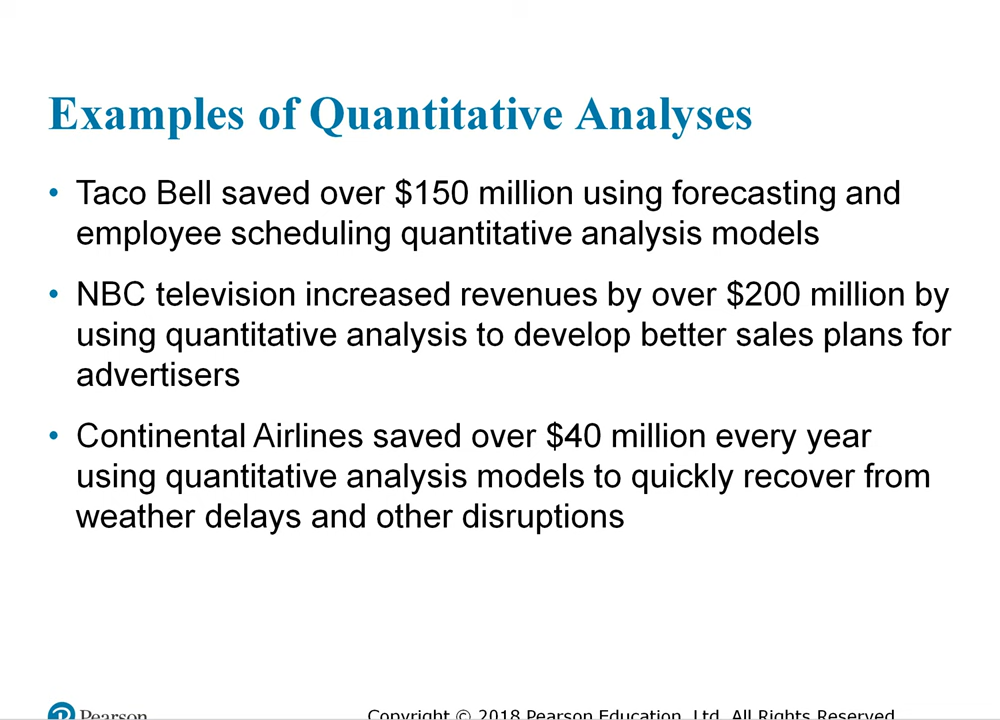 Examples of Quantitative Analyses
• Taco Bell saved over $150 million using forecasting and
employee scheduling quantitative analysis models
• NBC television increased revenues by over $200 million by
using quantitative analysis to develop better sales plans for
advertisers
• Continental Airlines saved over $40 million every year
using quantitative analysis models to quickly recover from
weather delays and other disruptions
Pearson
Copyright © 2018 Pearson Education, Ltd. All Rights Reserved